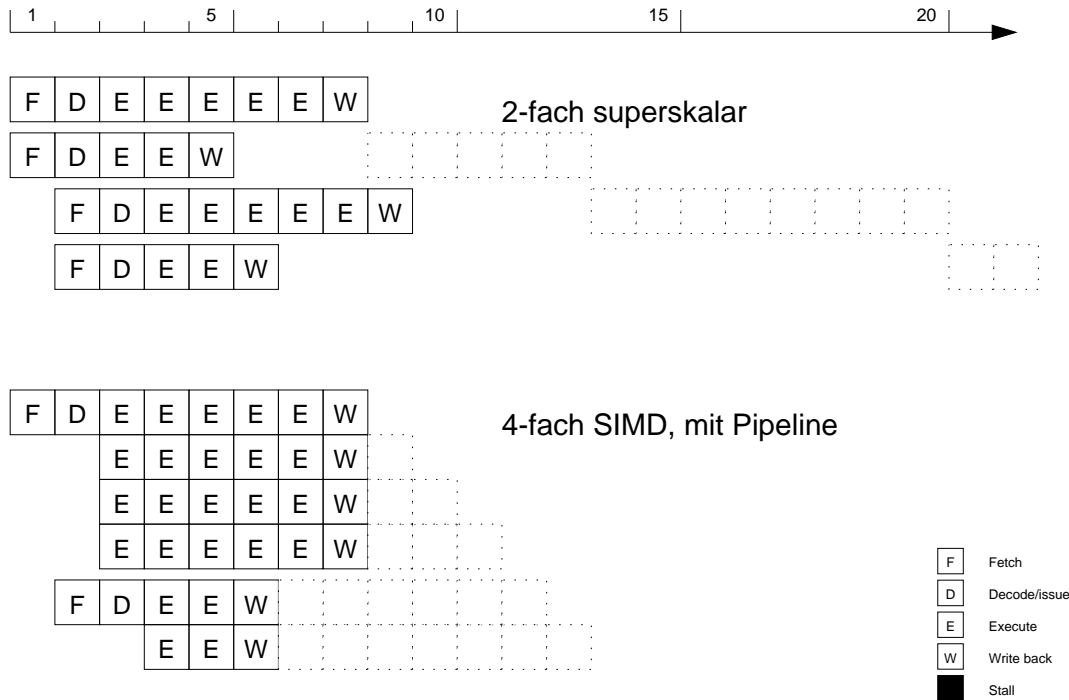 1 5 10 15 20
F D E E E E E W
2-fach superskalar
F D E E W
F D E E E E E W
F D E E W
F D E E E E E W
4-fach SIMD, mit Pipeline
E E E E E W
E E E E E W
E E E E E W
F D E E W
E E W
F Fetch
D Decode/issue
E Execute
W Write back
Stall